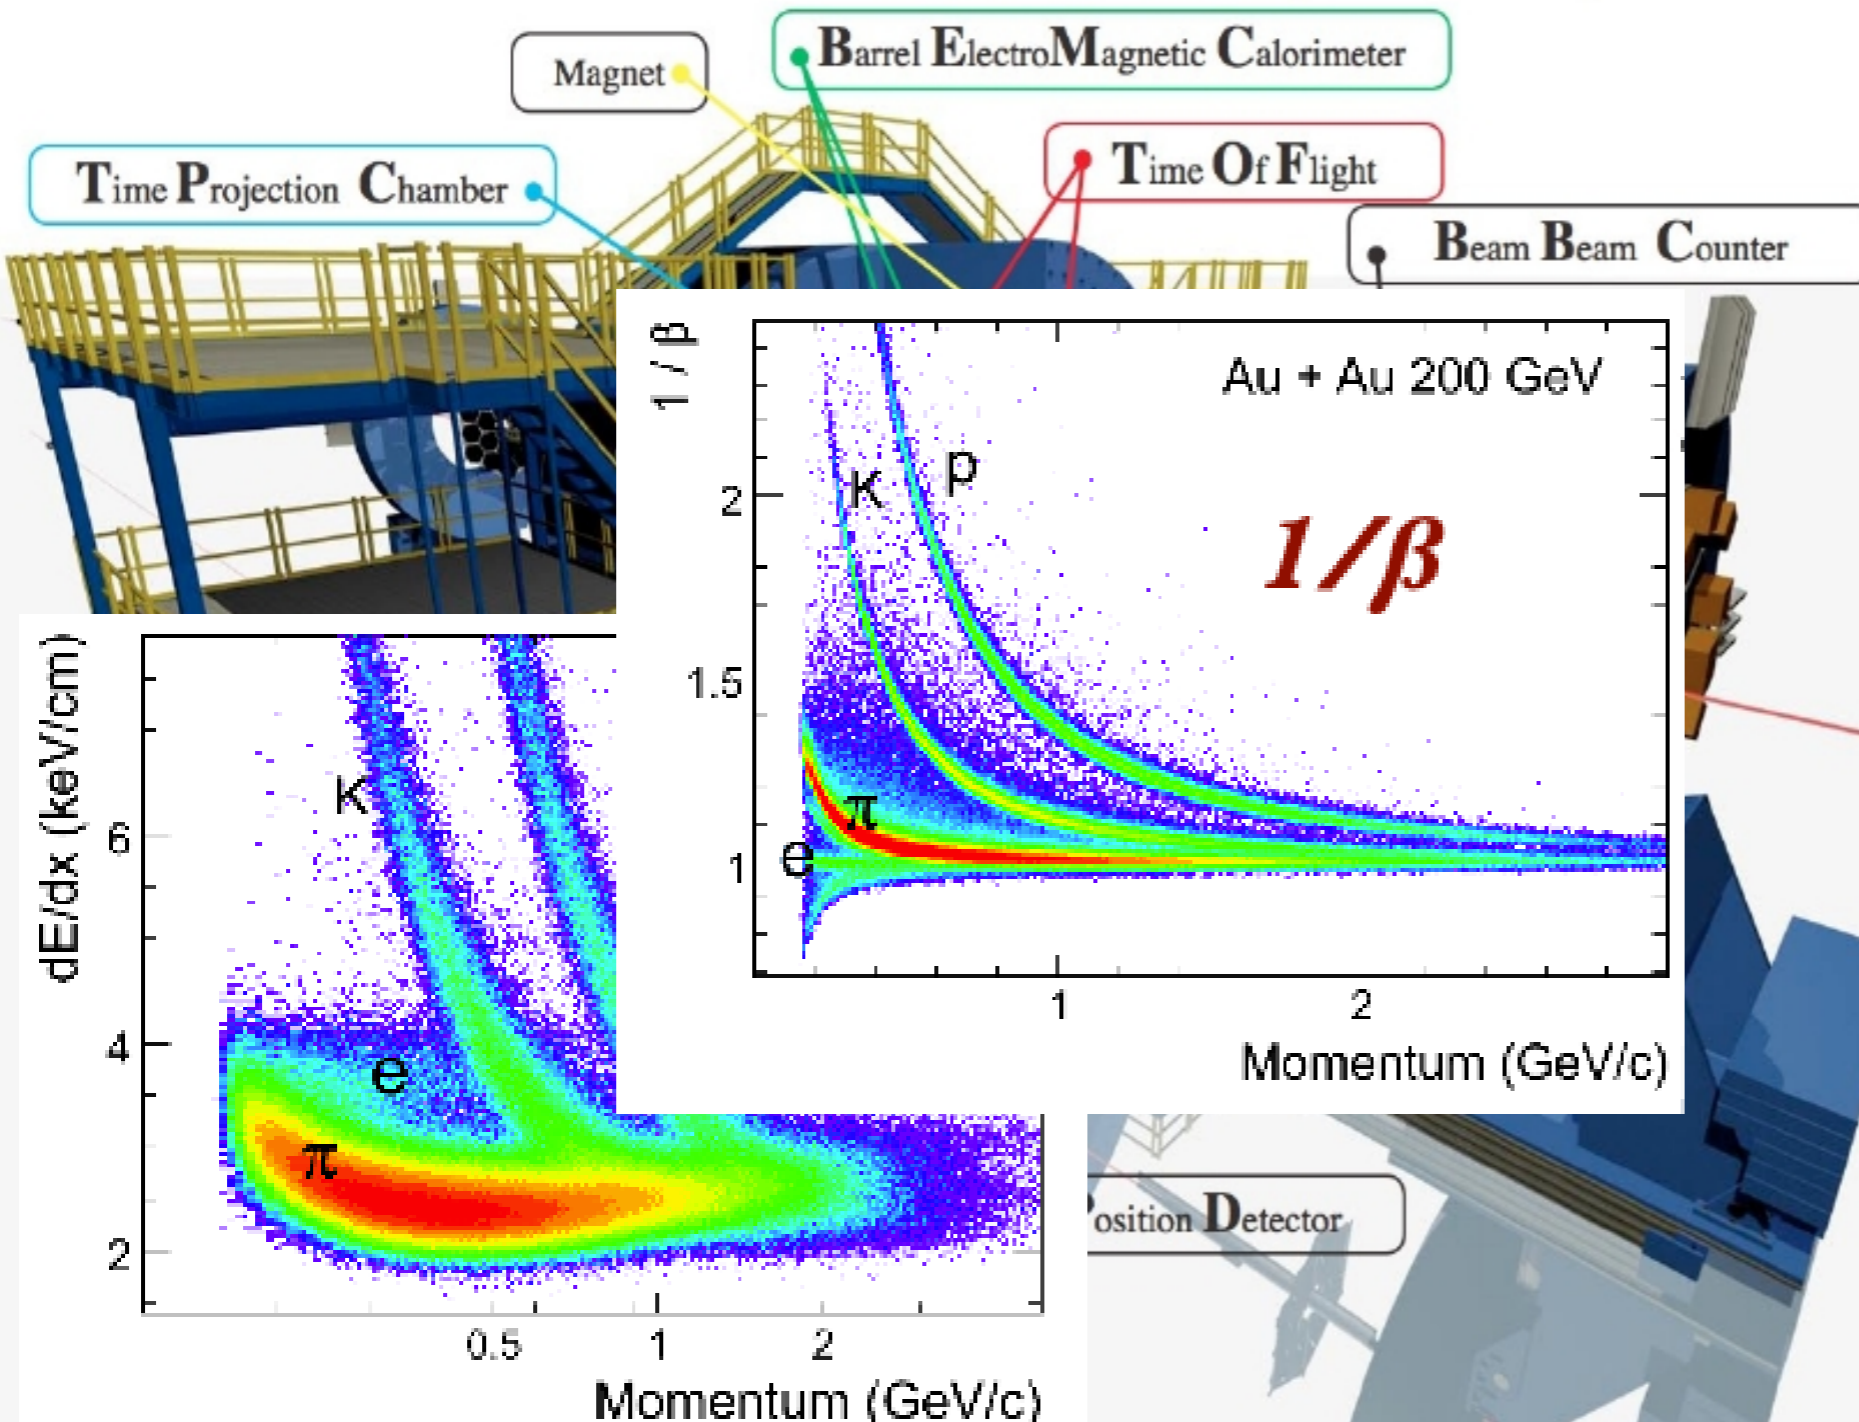 Magnet
Barrel ElectroMagnetic Calorimeter
Time Projection Chamber
Time Of Flight
Beam Beam Counter
1 / β
Au + Au 200 GeV
K
p
2
1/β
1.5
π
e
1
1
2
Momentum (GeV/c)
dE/dx (keV/cm)
K
6
4
e
π
2
0.5
1
2
Momentum (GeV/c)
Position Detector